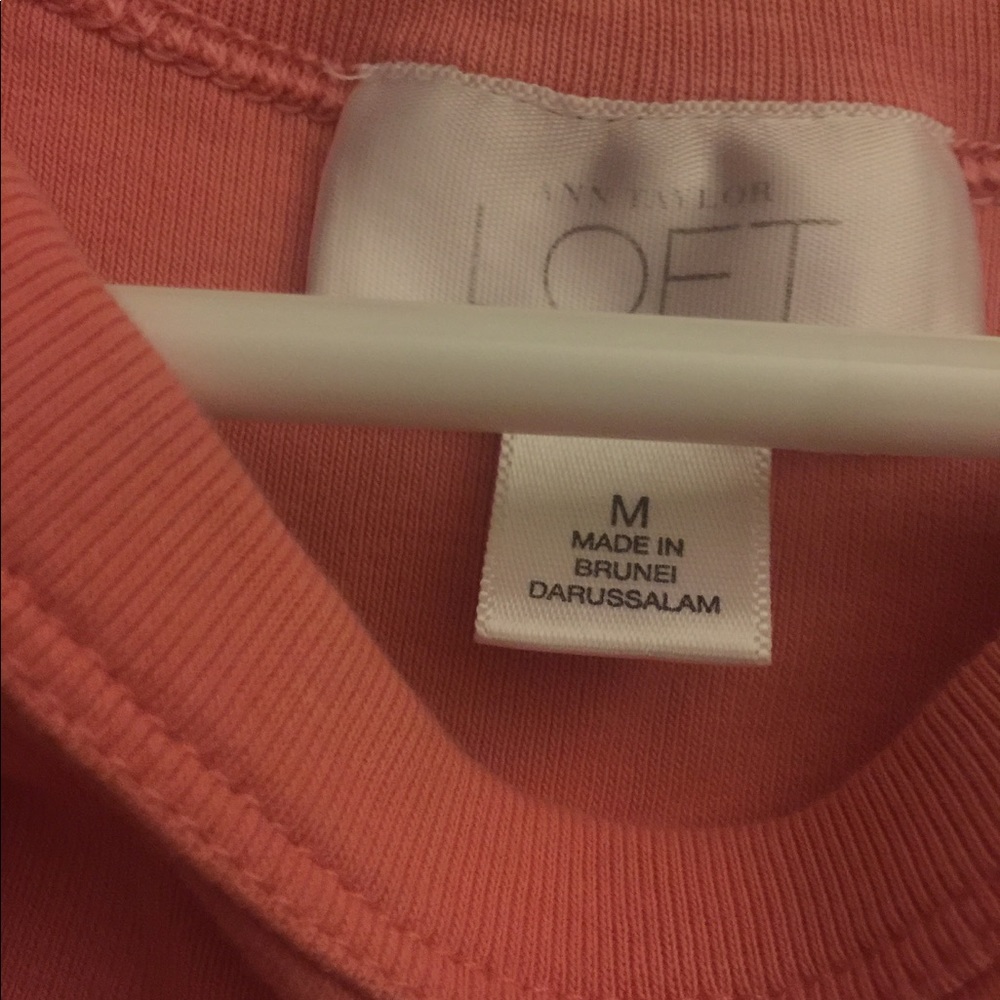 ANN TAYLOR
LOFT
M
MADE IN
BRUNEI
DARUSSALAM